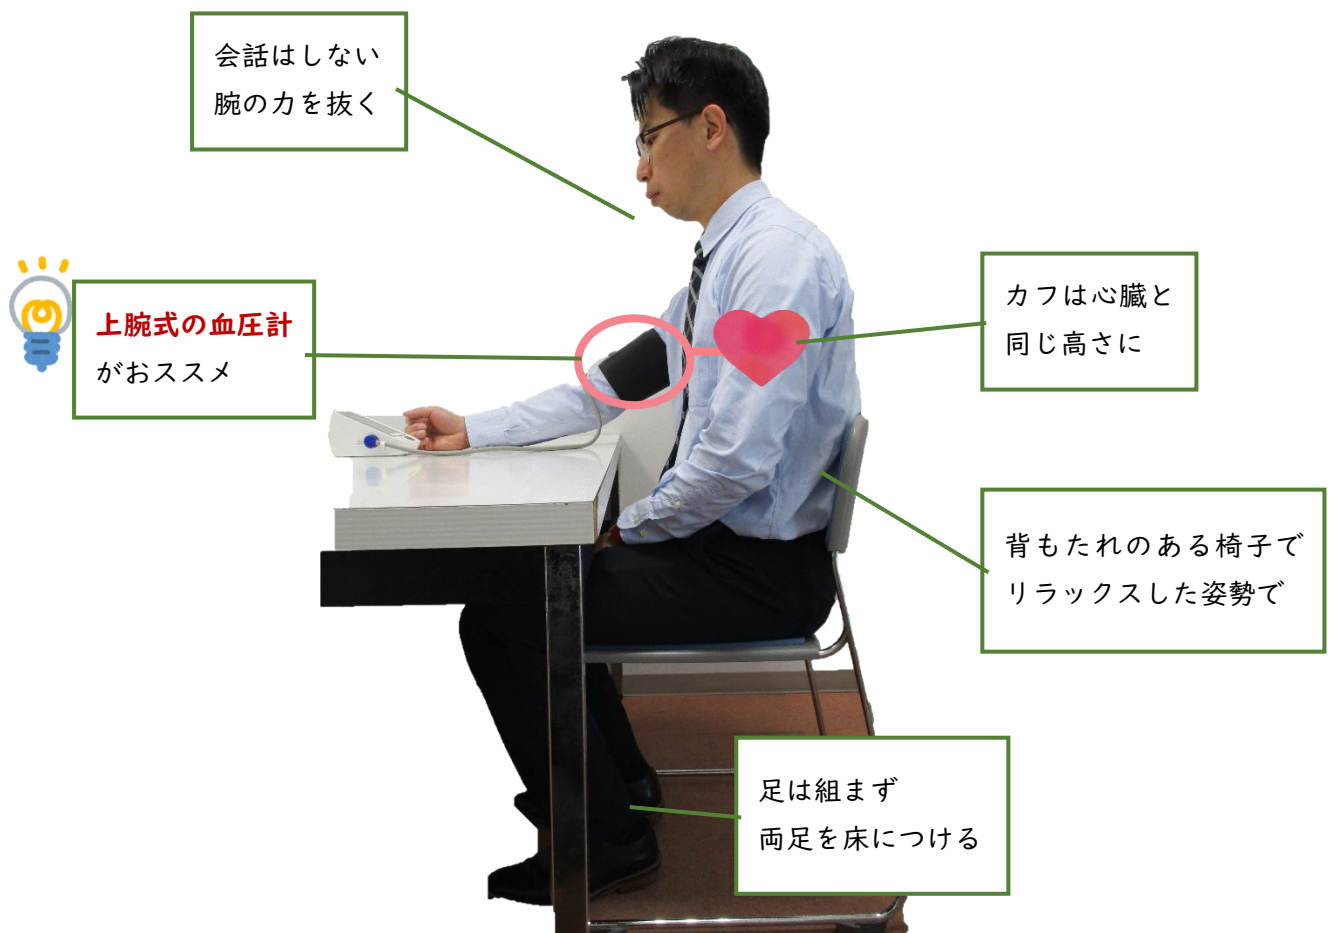 会話はしない
腕の力を抜く
上腕式の血圧計
がおススメ
カフは心臓と
同じ高さに
背もたれのある椅子で
リラックスした姿勢で
足は組まず
両足を床につける